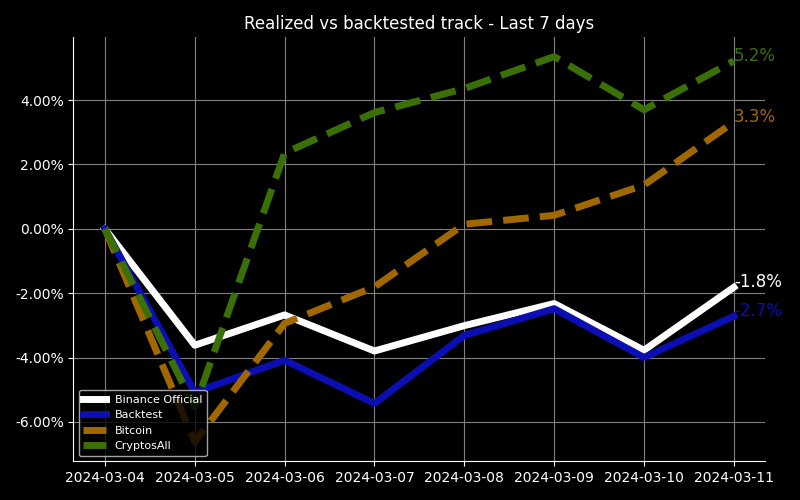 Realized vs backtested track - Last 7 days
5.2%
4.00%
3.3%
2.00%
0.00%
-2.00%
-1.8%
-2.7%
-4.00%
-6.00%
Binance Official
Backtest
Bitcoin
CryptosAll
2024-03-04 2024-03-05 2024-03-06 2024-03-07 2024-03-08 2024-03-09 2024-03-10 2024-03-11